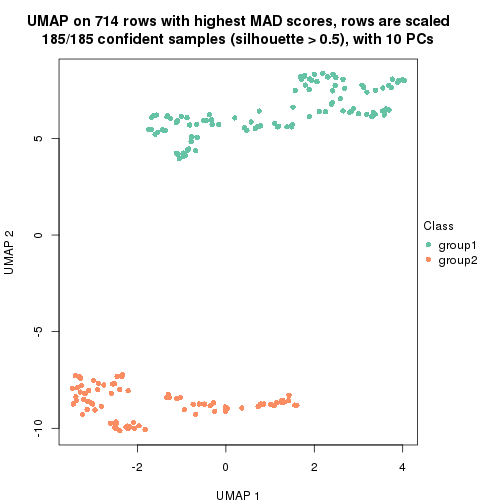 UMAP on 714 rows with highest MAD scores, rows are scaled
185/185 confident samples (silhouette > 0.5), with 10 PCs
5
0
-5
-10
UMAP 2
-2
0
2
4
UMAP 1
Class
group1
group2